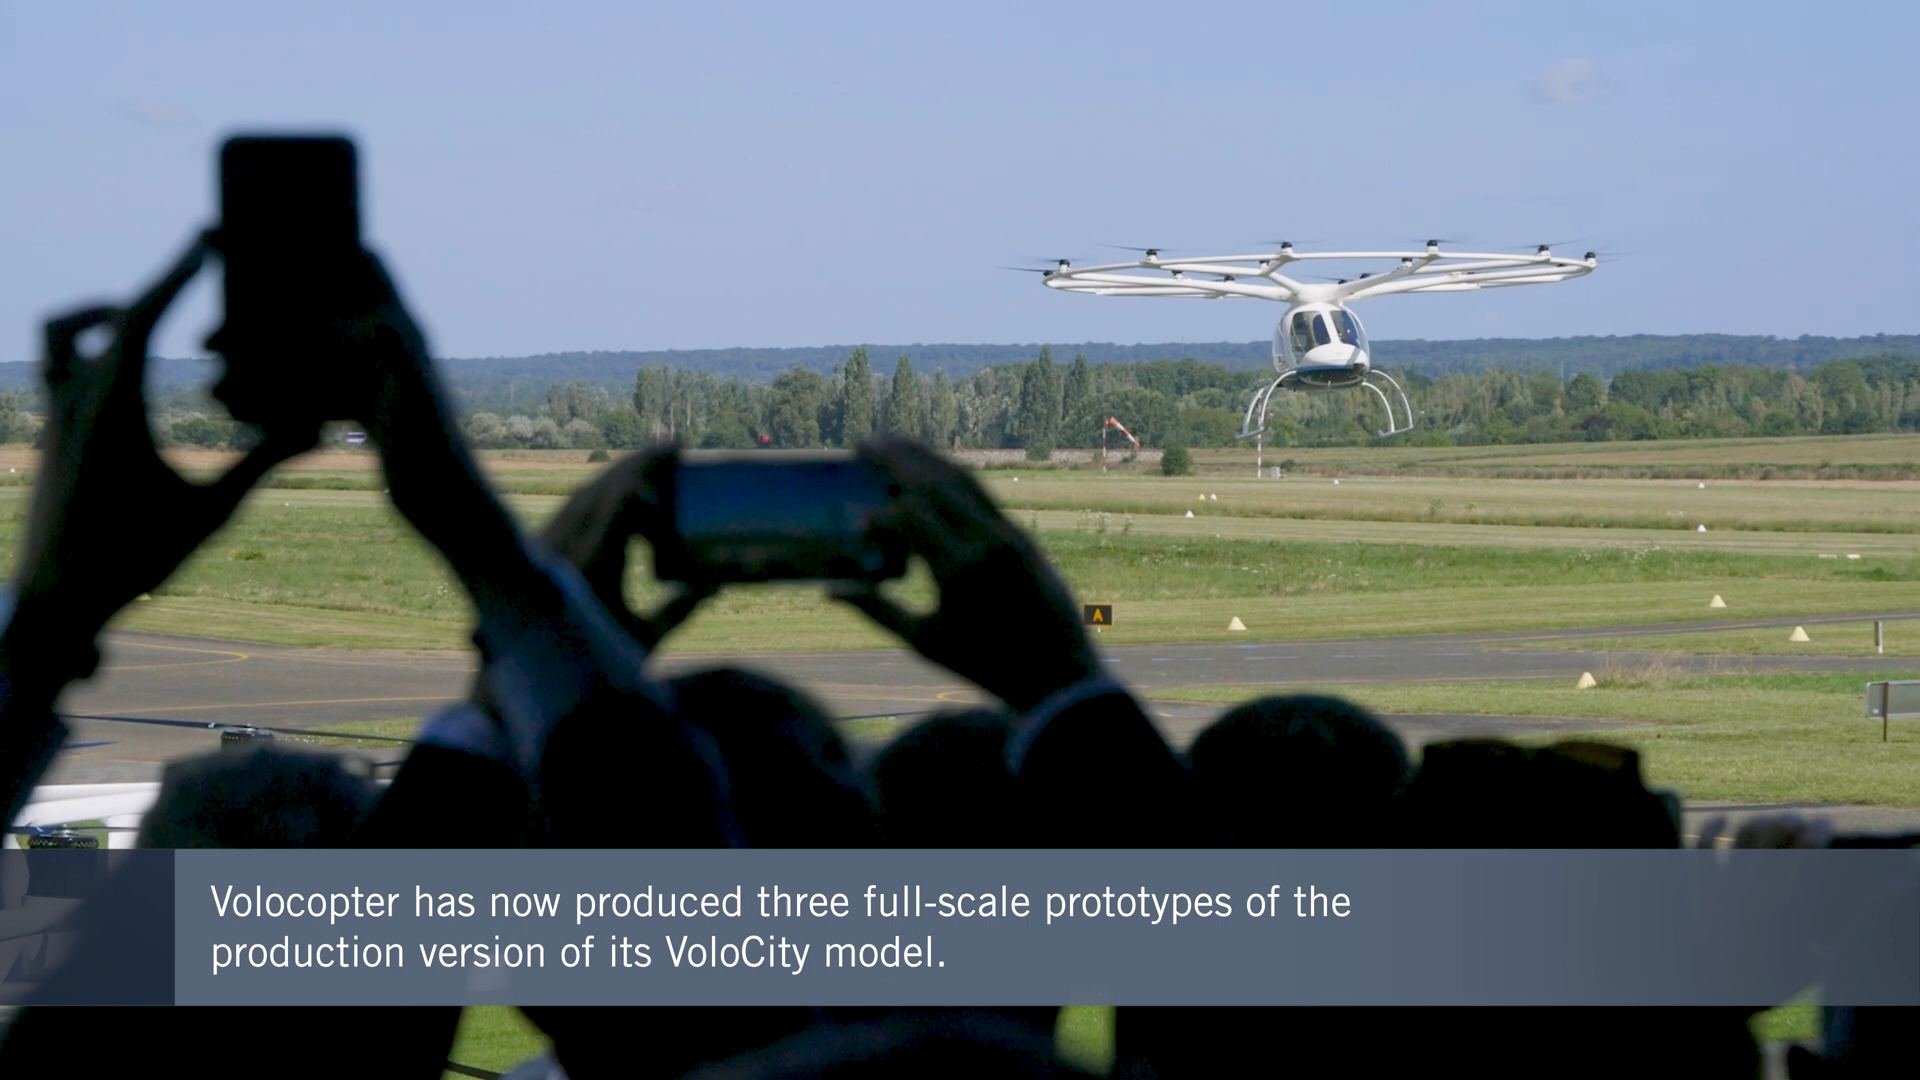 A
Volocopter has now produced three full-scale prototypes of the
production version of its VoloCity model.